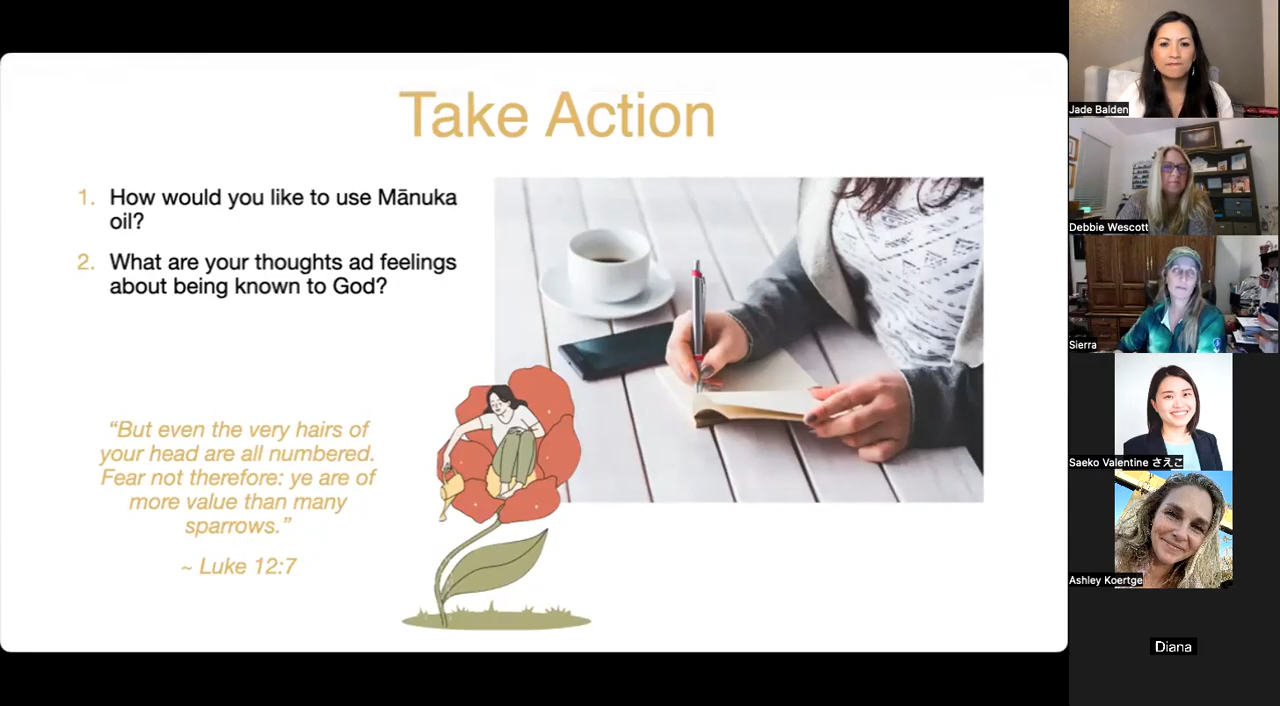 Take Action
1. How would you like to use Mānuka
oil?
2. What are your thoughts ad feelings
about being known to God?
“But even the very hairs of
your head are all numbered.
Fear not therefore: ye are of
more value than many
sparrows.”
~ Luke 12:7
Jade Balden
Debbie Wescott
Sierra
Saeko Valentine さえこ
Ashley Koertge
Diana